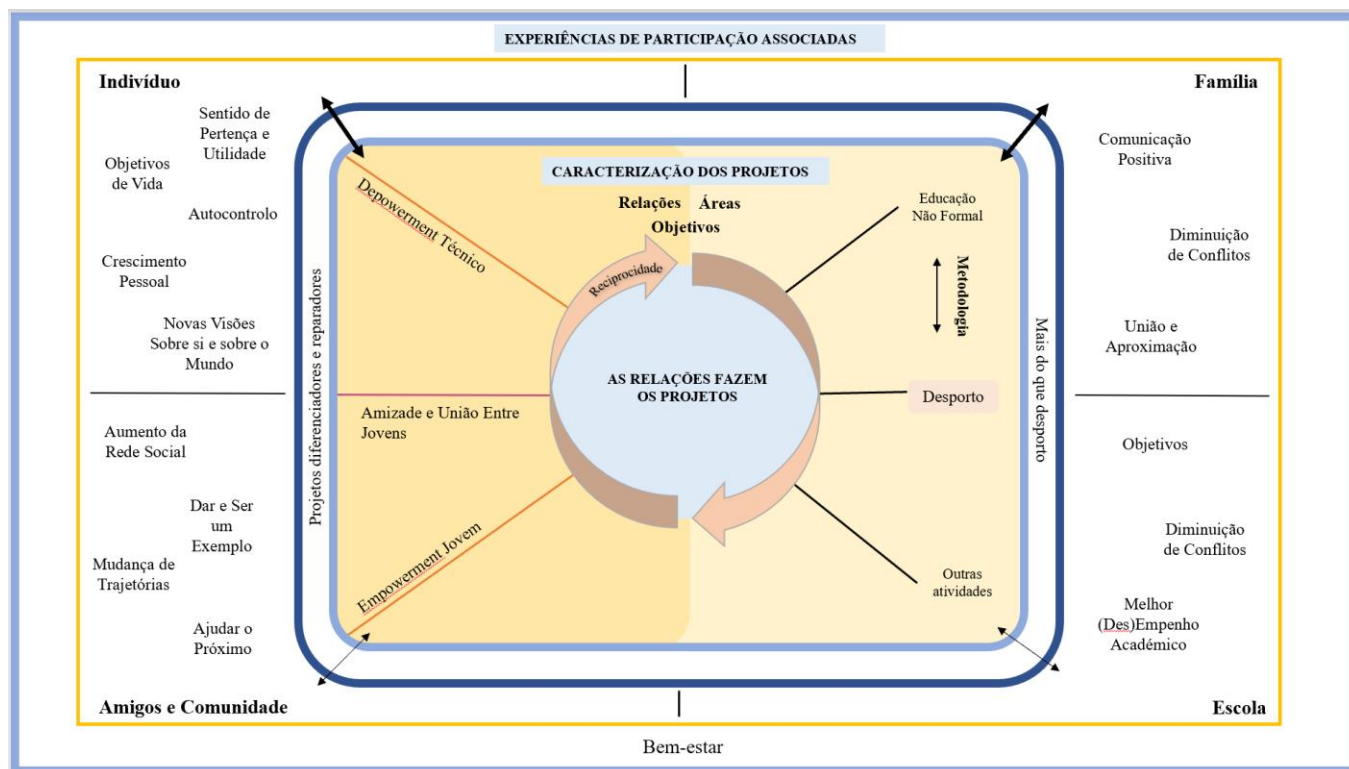 EXPERIÊNCIAS DE PARTICIPAÇÃO ASSOCIADAS
Indivíduo
Sentido de
Pertença e
Utilidade
Objetivos
de Vida
Autocontrolo
Crescimento
Pessoal
Novas Visões
Sobre si e sobre o
Mundo
Aumento da
Rede Social
Dar e Ser
um
Exemplo
Mudança de
Trajetórias
Ajudar o
Próximo
Amigos e Comunidade
Projetos diferenciadores e reparadores
CARACTERIZAÇÃO DOS PROJETOS
Relações Áreas
Objetivos
Depowerment Técnico
Reciprocidade
Amizade e União Entre
Jovens
Empowerment Jovem
AS RELAÇÕES FAZEM
OS PROJETOS
Educação
Não Formal
Metodologia
Desporto
Outras
atividades
Mais do que desporto
Família
Comunicação
Positiva
Diminuição
de Conflitos
União e
Aproximação
Objetivos
Diminuição
de Conflitos
Melhor
(Des)Empenho
Académico
Escola
Bem-estar